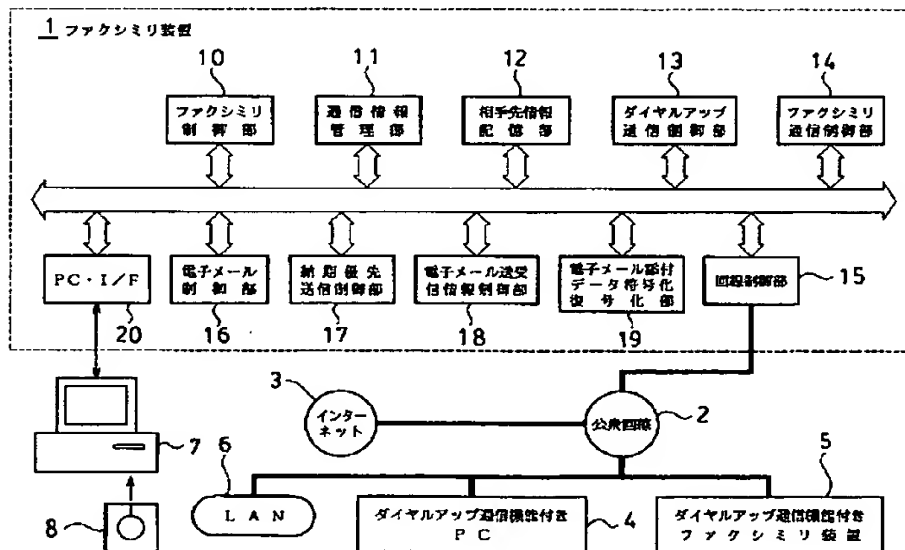 1 ファクシミリ装置
10 11 12 13 14
ファクシミリ
制御部
通信情報
管理部
相手先情報
記憶部
ダイヤルアップ
通信制御部
ファクシミリ
通信制御部
PC・I/F
電子メール
制御部
納期優先
送信制御部
電子メール送受
信情報制御部
電子メール添付
データ符号化
復号化部
回線制御部
15
20 16 17 18 19
3
インター
ネット
公衆回線
2
7
6
LAN
5
8
ダイヤルアップ通信機能付き
PC
4
ダイヤルアップ通信機能付き
ファクシミリ装置